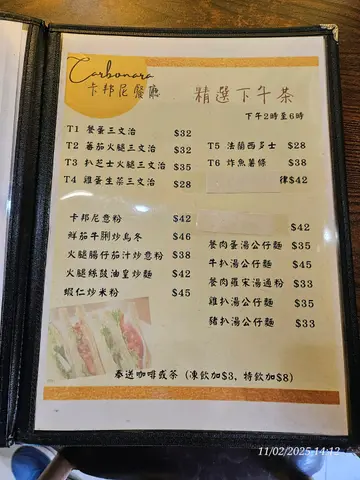 Carbonara
卡邦尼餐廳
精選下午茶
下午2時至6時
T1 餐蛋三文治 $32
T2 蕃茄火腿三文治 $32
T3 扒芝士火腿三文治 $35
T4 雞蛋生菜三文治 $28
T5 法蘭西多士 $28
T6 炸魚薯條 $38
律$42
卡邦尼意粉 $42
鮮茄牛脷炒烏冬 $46
火腿腸仔茄汁炒意粉 $38
火腿絲豉油皇炒麵 $42
蝦仁炒米粉 $45
$42
餐肉蛋湯公仔麵 $35
牛扒湯公仔麵 $45
餐肉羅宋湯通粉 $33
雞扒湯公仔麵 $35
豬扒湯公仔麵 $33
奉送咖啡或茶 (凍飲加$3, 特飲加$8)
11/02/2025 14:12